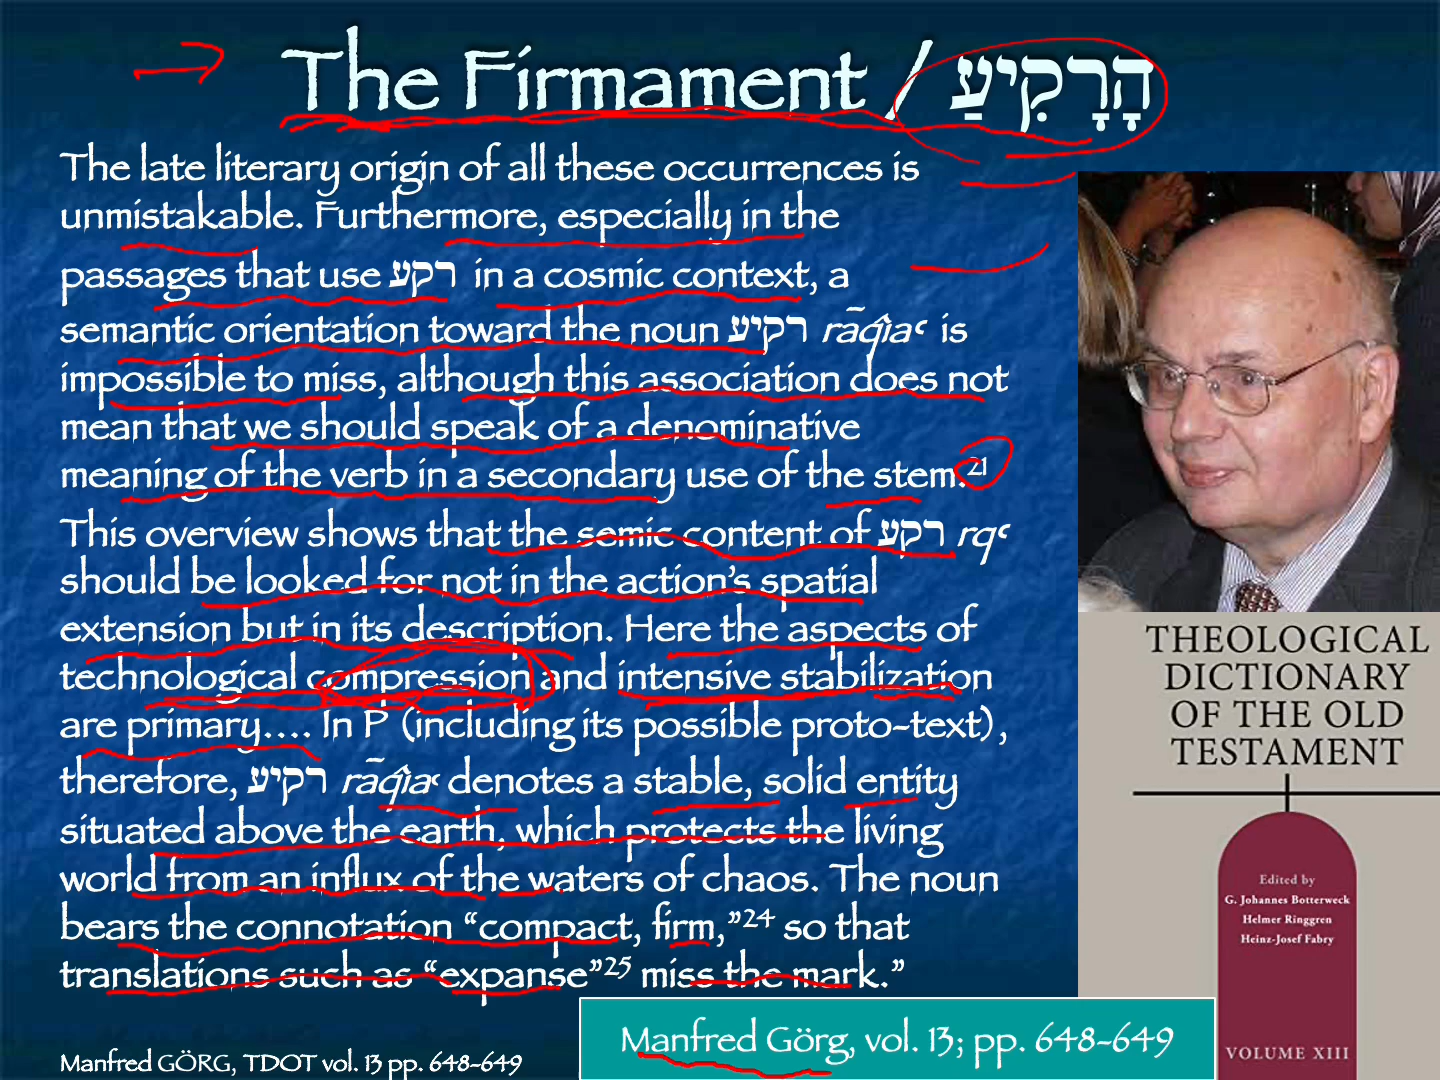 The Firmament / הָרָקִיעַ
The late literary origin of all these occurrences is
unmistakable. Furthermore, especially in the
passages that use רקע in a cosmic context, a
semantic orientation toward the noun רקיע rāqîaʿ is
impossible to miss, although this association does not
mean that we should speak of a denominative
meaning of the verb in a secondary use of the stem.21
This overview shows that the semic content of רקע rqʿ
should be looked for not in the action’s spatial
extension but in its description. Here the aspects of
technological compression and intensive stabilization
are primary…. In P (including its possible proto-text),
therefore, רקיע rāqîaʿ denotes a stable, solid entity
situated above the earth, which protects the living
world from an influx of the waters of chaos. The noun
bears the connotation “compact, firm,”24 so that
translations such as “expanse”25 miss the mark.”
Manfred GÖRG, TDOT vol. 13 pp. 648-649
Manfred Görg, vol. 13; pp. 648-649
THEOLOGICAL
DICTIONARY
OF THE OLD
TESTAMENT
Edited by
G. Johannes Botterweck
Helmer Ringgren
Heinz-Josef Fabry
VOLUME XIII